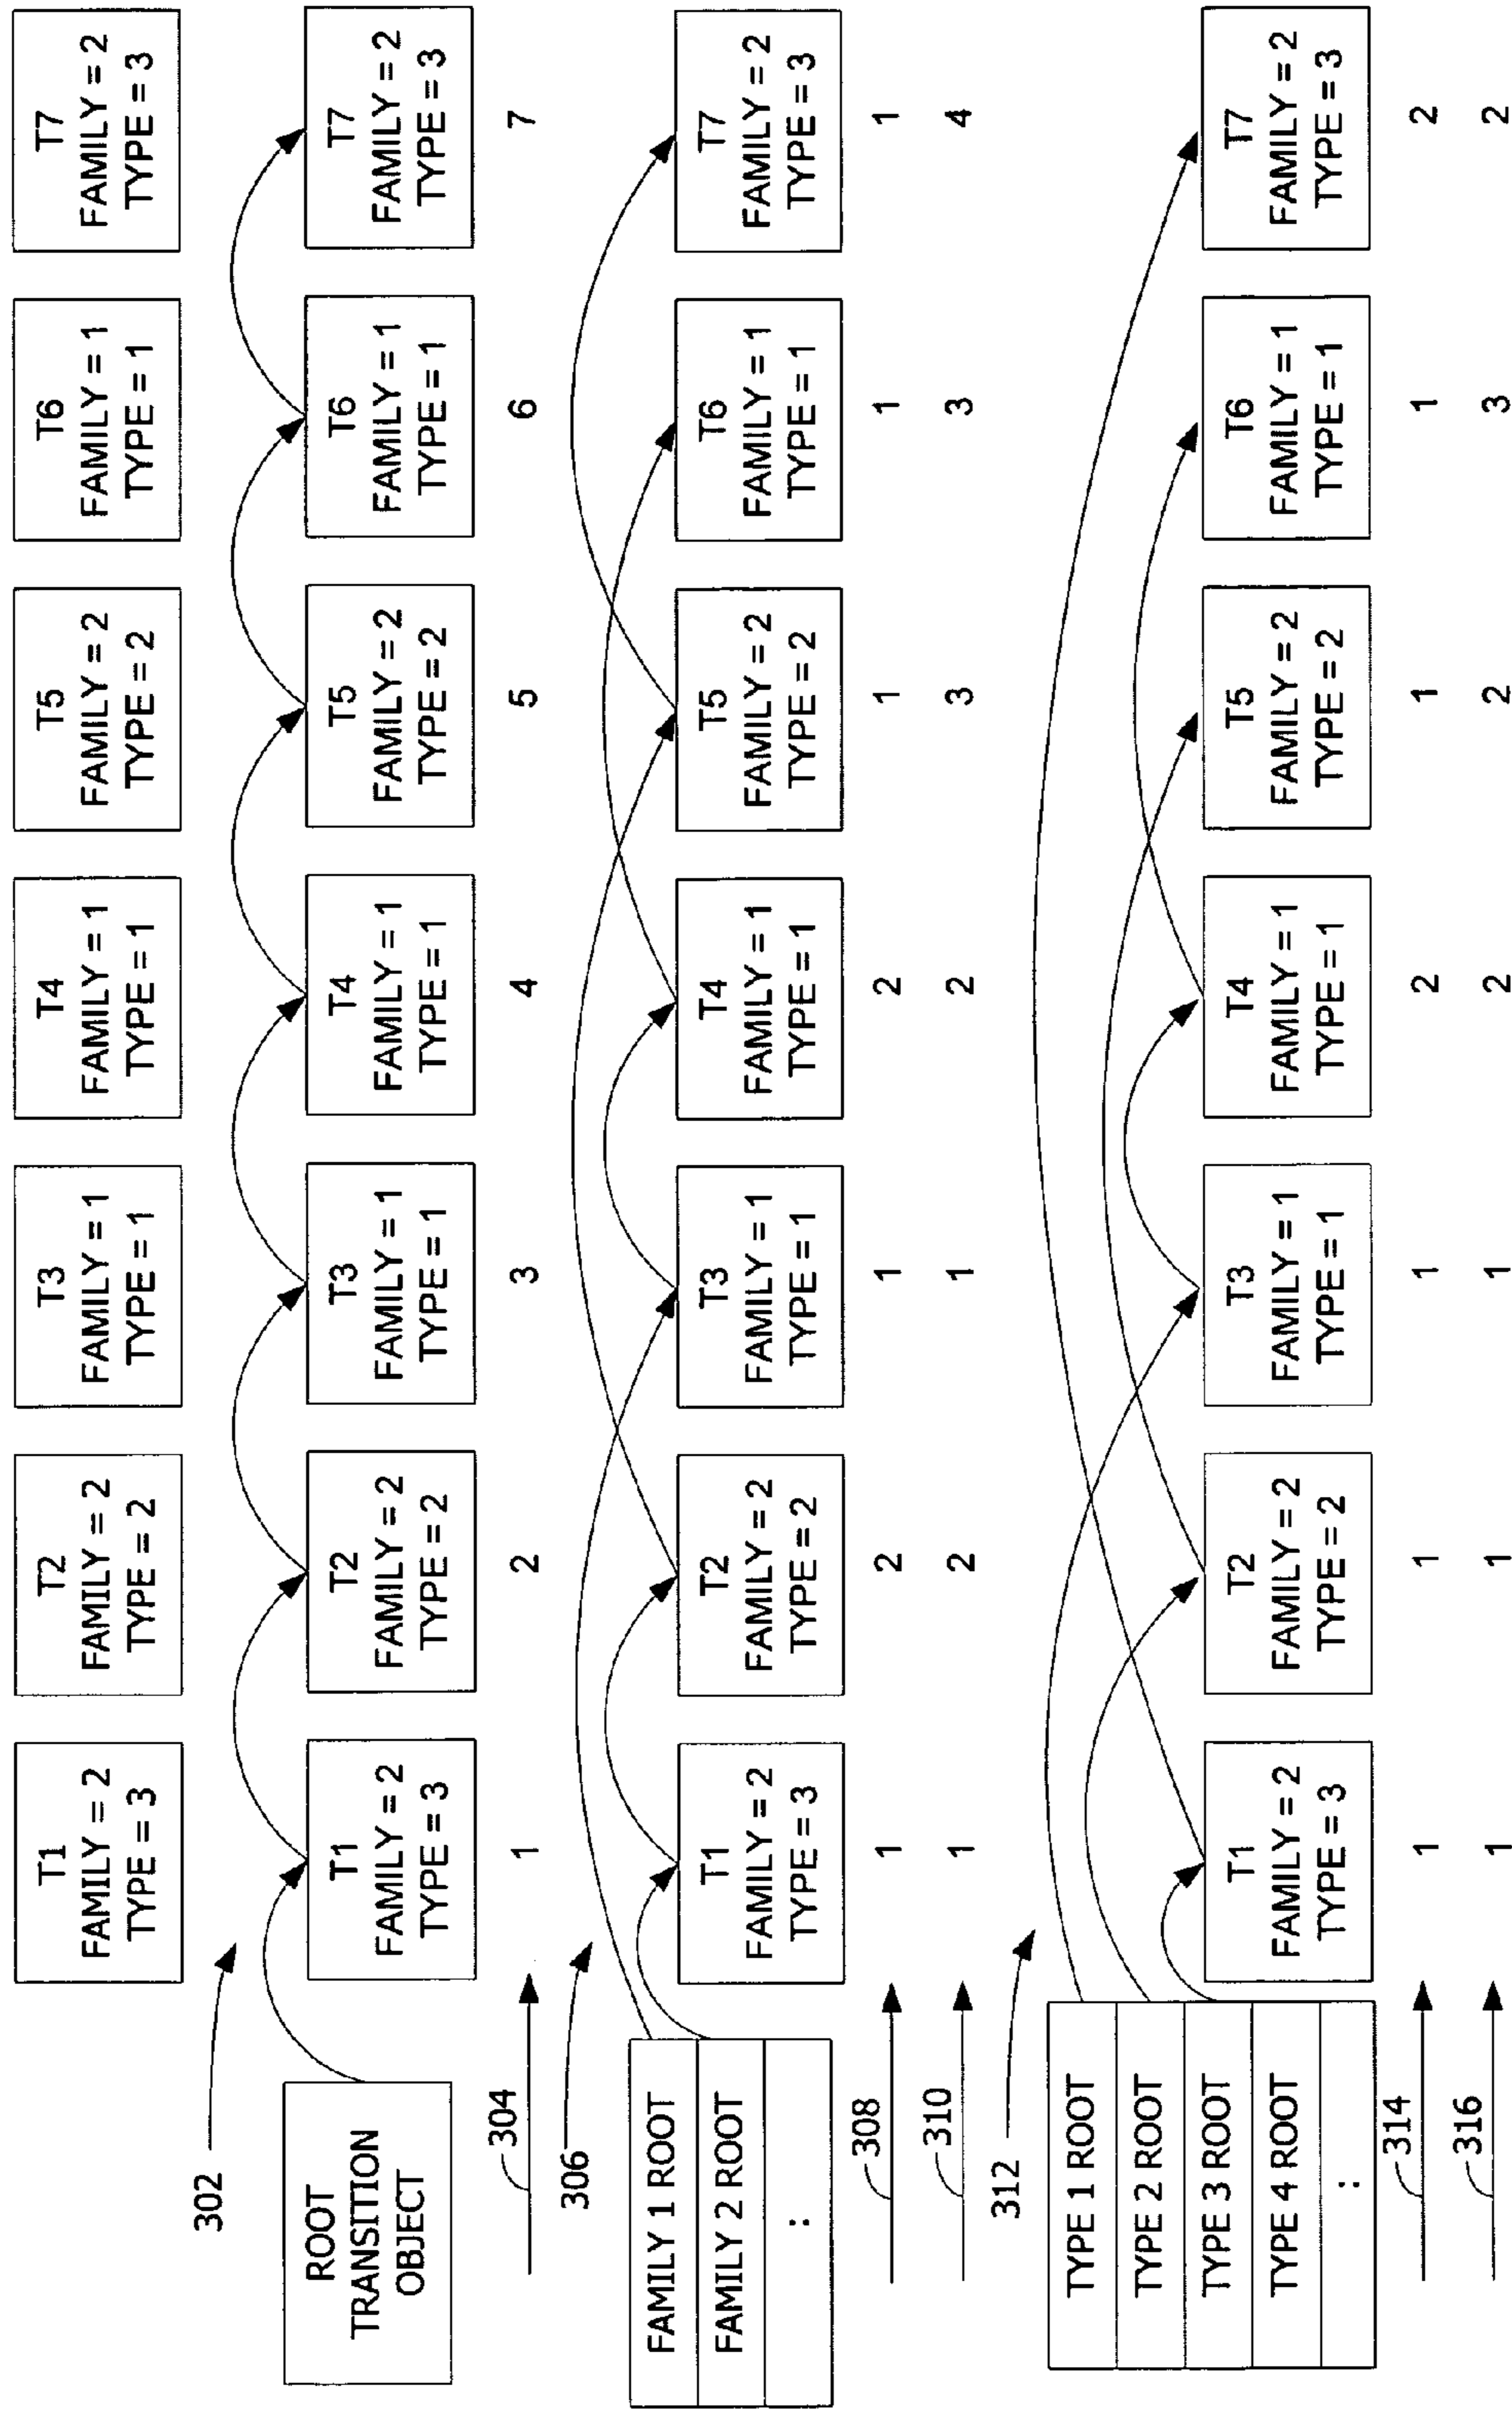 T1
FAMILY = 2
TYPE = 3
T2
FAMILY = 2
TYPE = 2
T3
FAMILY = 1
TYPE = 1
T4
FAMILY = 1
TYPE = 1
T5
FAMILY = 2
TYPE = 2
T6
FAMILY = 1
TYPE = 1
T7
FAMILY = 2
TYPE = 3
302
ROOT
TRANSITION
OBJECT
T1
FAMILY = 2
TYPE = 3
T2
FAMILY = 2
TYPE = 2
T3
FAMILY = 1
TYPE = 1
T4
FAMILY = 1
TYPE = 1
T5
FAMILY = 2
TYPE = 2
T6
FAMILY = 1
TYPE = 1
T7
FAMILY = 2
TYPE = 3
304
1 2 3 4 5 6 7
306
FAMILY 1 ROOT
FAMILY 2 ROOT
:
T1
FAMILY = 2
TYPE = 3
T2
FAMILY = 2
TYPE = 2
T3
FAMILY = 1
TYPE = 1
T4
FAMILY = 1
TYPE = 1
T5
FAMILY = 2
TYPE = 2
T6
FAMILY = 1
TYPE = 1
T7
FAMILY = 2
TYPE = 3
308
1 2 1 2 1 1 1
310
1 2 1 2 3 3 4
312
TYPE 1 ROOT
TYPE 2 ROOT
TYPE 3 ROOT
TYPE 4 ROOT
:
T1
FAMILY = 2
TYPE = 3
T2
FAMILY = 2
TYPE = 2
T3
FAMILY = 1
TYPE = 1
T4
FAMILY = 1
TYPE = 1
T5
FAMILY = 2
TYPE = 2
T6
FAMILY = 1
TYPE = 1
T7
FAMILY = 2
TYPE = 3
314
1 1 1 2 1 1 2
316
1 1 1 2 2 3 2